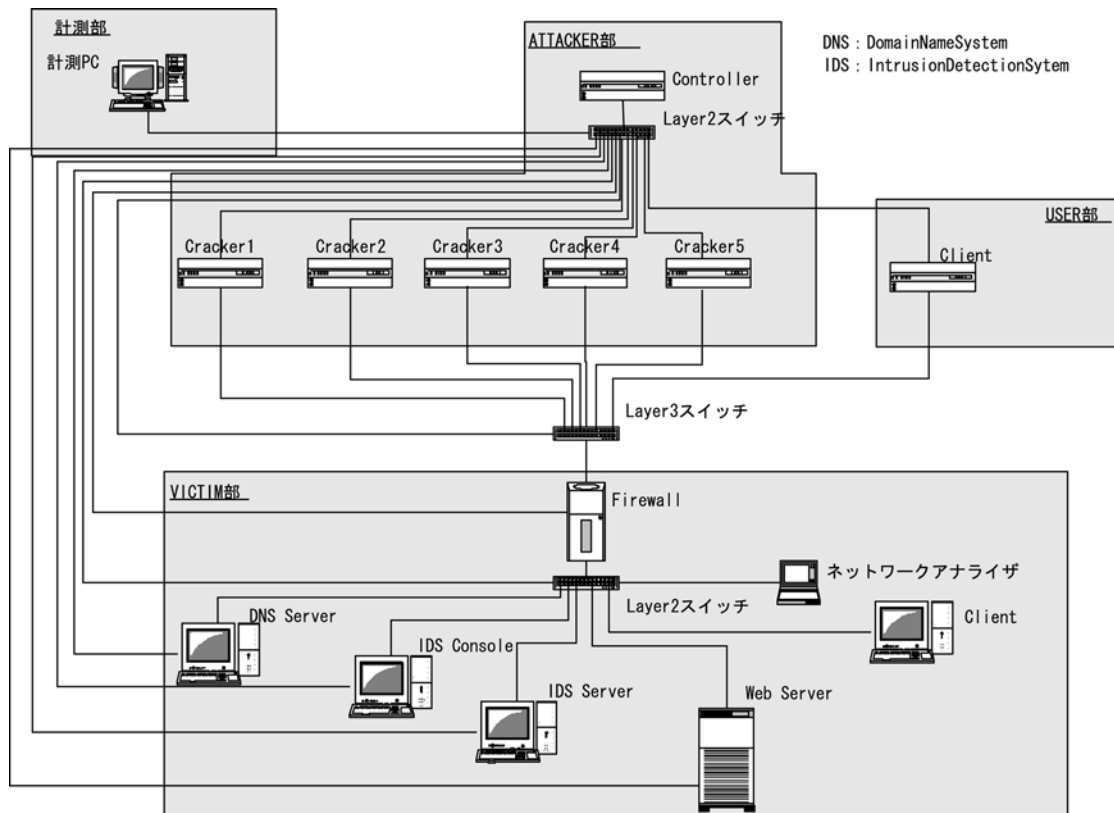 計測部
計測PC
ATTACKER部
Controller
Layer2スイッチ
DNS：DomainNameSystem
IDS：IntrusionDetectionSytem
Cracker1
Cracker2
Cracker3
Cracker4
Cracker5
USER部
Client
Layer3スイッチ
VICTIM部
Firewall
ネットワークアナライザ
Layer2スイッチ
DNS Server
Client
IDS Console
IDS Server
Web Server